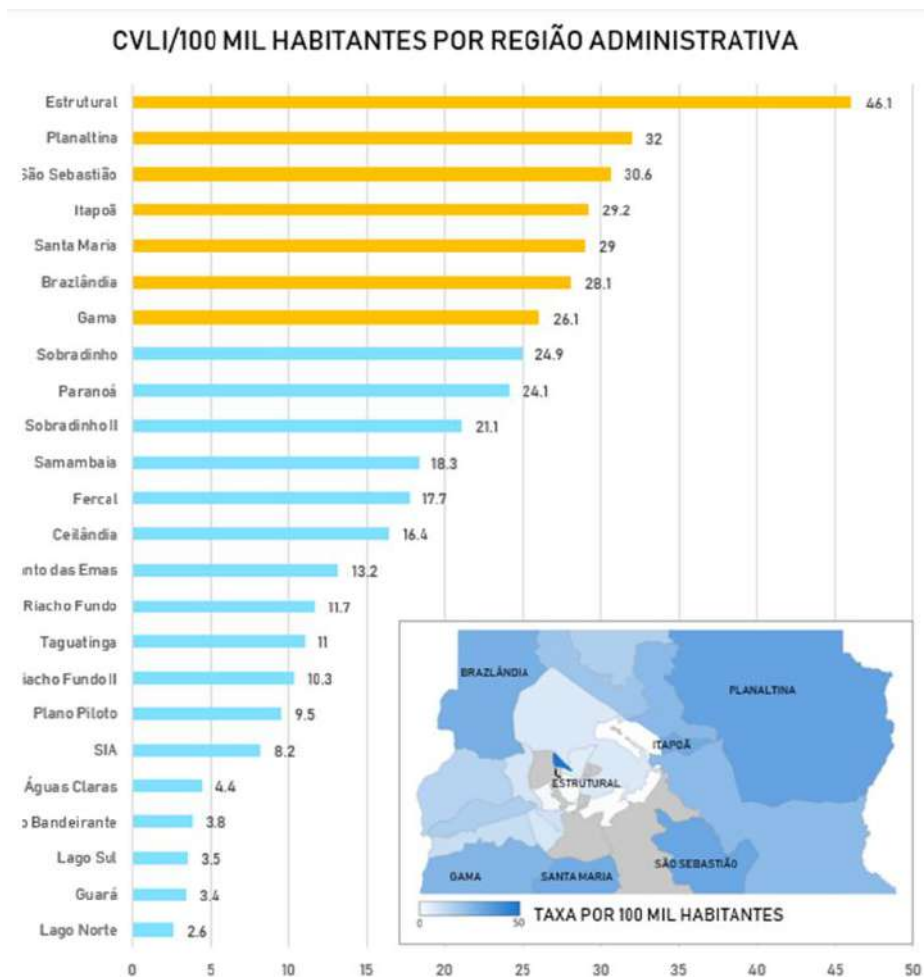 CVLI/100 MIL HABITANTES POR REGIÃO ADMINISTRATIVA
Estrutural 46.1
Planaltina 32
São Sebastião 30.6
Itapoã 29.2
Santa Maria 29
Brazlândia 28.1
Gama 26.1
Sobradinho 24.9
Paranoá 24.1
Sobradinho II 21.1
Samambaia 18.3
Fercal 17.7
Ceilândia 16.4
nto das Emas 13.2
Riacho Fundo 11.7
Taguatinga 11
iacho Fundo II 10.3
Plano Piloto 9.5
SIA 8.2
Águas Claras 4.4
o Bandeirante 3.8
Lago Sul 3.5
Guará 3.4
Lago Norte 2.6
0 5 10 15 20 25 30 35 40 45 50
BRAZLÂNDIA
PLANALTINA
ITAPOÃ
ESTRUTURAL
SÃO SEBASTIÃO
GAMA
SANTA MARIA
0 50 TAXA POR 100 MIL HABITANTES